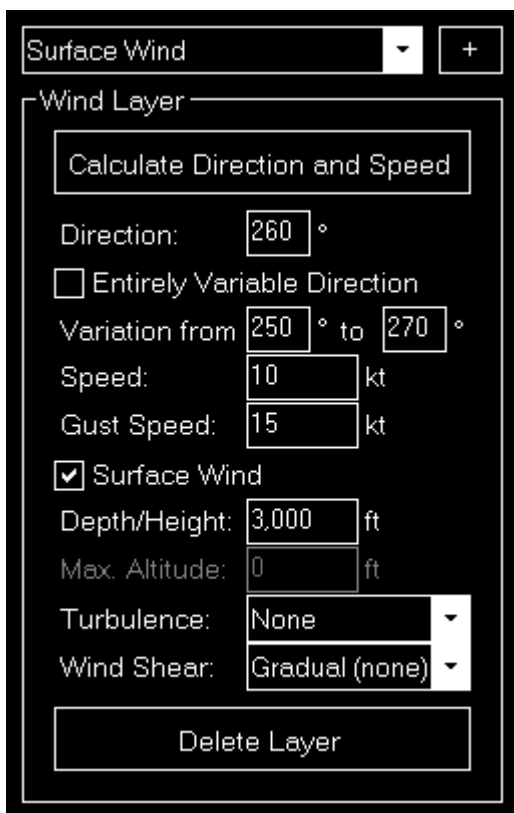 Surface Wind +
Wind Layer
Calculate Direction and Speed
Direction: 260 °
Entirely Variable Direction
Variation from 250 ° to 270 °
Speed: 10 kt
Gust Speed: 15 kt
Surface Wind
Depth/Height: 3,000 ft
Max. Altitude: 0 ft
Turbulence: None
Wind Shear: Gradual (none)
Delete Layer